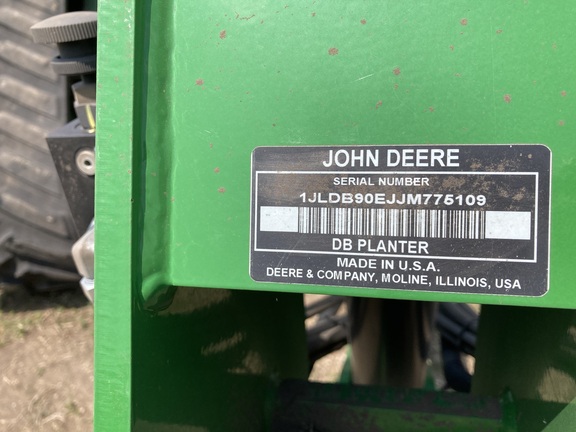 JOHN DEERE
SERIAL NUMBER
1JLDB90EJJM775109
DB PLANTER
MADE IN U.S.A.
DEERE & COMPANY, MOLINE, ILLINOIS, USA